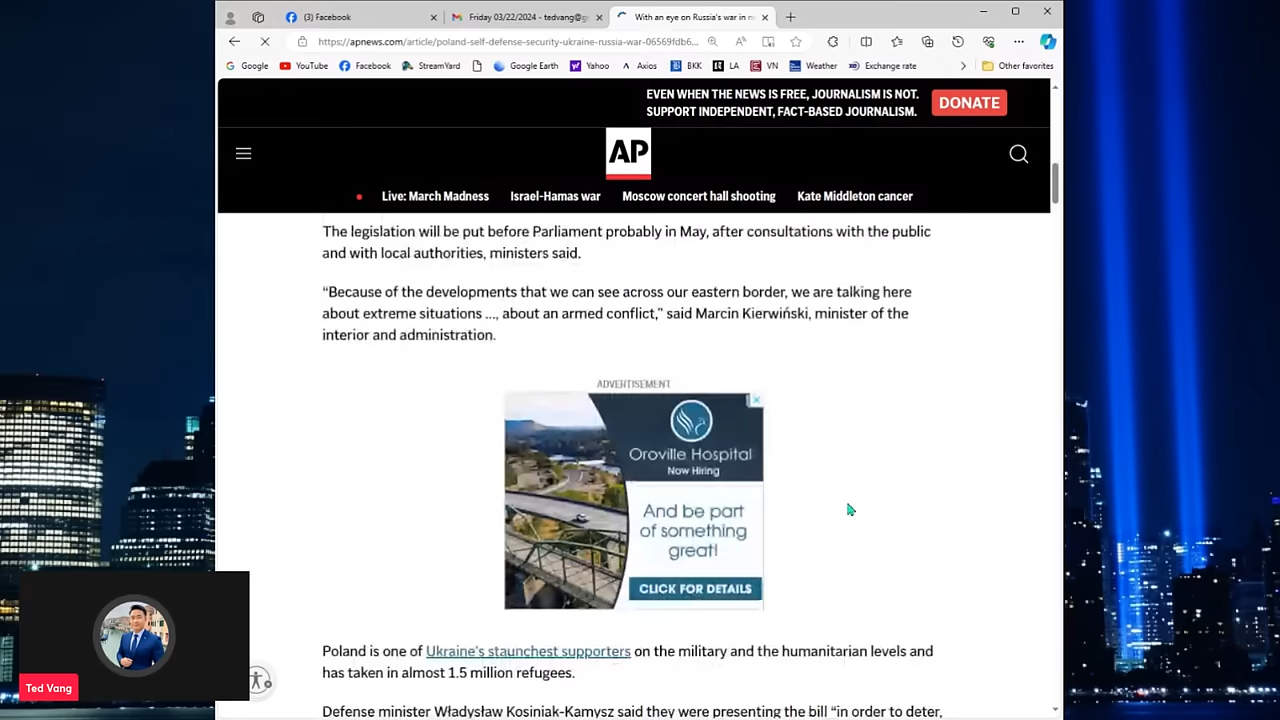 (3) Facebook
Friday 03/22/2024 - tedvang@g
With an eye on Russia's war in n
https://apnews.com/article/poland-self-defense-security-ukraine-russia-war-06569fdb6...
Google YouTube Facebook StreamYard Google Earth Yahoo Axios BKK LA VN Weather Exchange rate Other favorites
EVEN WHEN THE NEWS IS FREE, JOURNALISM IS NOT.
SUPPORT INDEPENDENT, FACT-BASED JOURNALISM.
DONATE
AP
Live: March Madness Israel-Hamas war Moscow concert hall shooting Kate Middleton cancer
The legislation will be put before Parliament probably in May, after consultations with the public
and with local authorities, ministers said.
“Because of the developments that we can see across our eastern border, we are talking here
about extreme situations ..., about an armed conflict,” said Marcin Kierwiński, minister of the
interior and administration.
ADVERTISEMENT
Oroville Hospital
Now Hiring
And be part
of something
great!
CLICK FOR DETAILS
Poland is one of Ukraine's staunchest supporters on the military and the humanitarian levels and
has taken in almost 1.5 million refugees.
Defense minister Władysław Kosiniak-Kamysz said they were presenting the bill “in order to deter,
Ted Vang